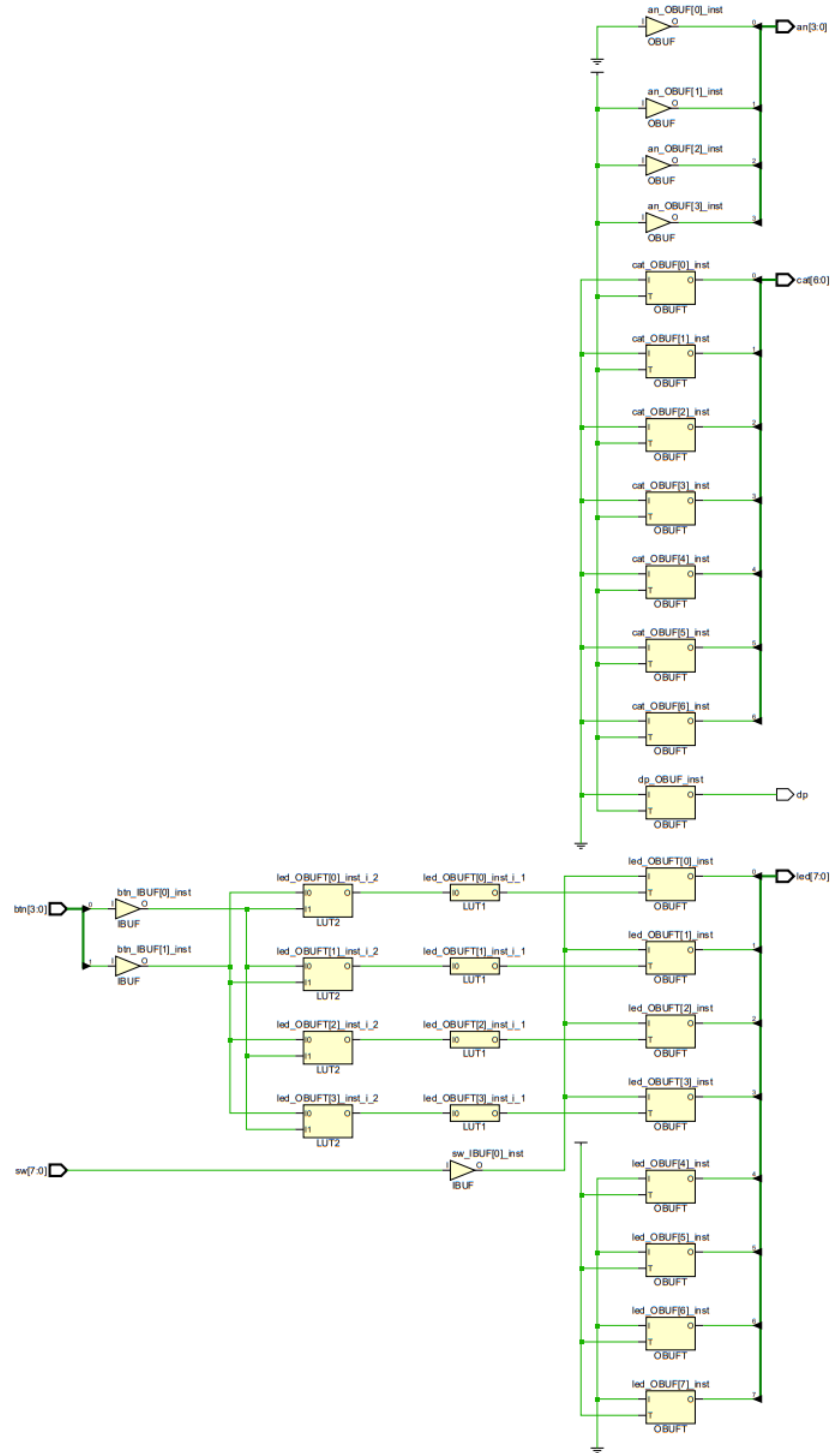 an_OBUF[0]_inst
I O 0 an[3:0]
OBUF
an_OBUF[1]_inst
I O 1
OBUF
an_OBUF[2]_inst
I O 2
OBUF
an_OBUF[3]_inst
I O 3
OBUF
cat_OBUF[0]_inst
I O 0 cat[6:0]
T
OBUFT
cat_OBUF[1]_inst
I O 1
T
OBUFT
cat_OBUF[2]_inst
I O 2
T
OBUFT
cat_OBUF[3]_inst
I O 3
T
OBUFT
cat_OBUF[4]_inst
I O 4
T
OBUFT
cat_OBUF[5]_inst
I O 5
T
OBUFT
cat_OBUF[6]_inst
I O 6
T
OBUFT
dp_OBUF_inst
I O dp
T
OBUFT
led_OBUFT[0]_inst_i_2 led_OBUFT[0]_inst_i_1 led_OBUFT[0]_inst
btn_IBUF[0]_inst
I0 O I0 O I O 0 led[7:0]
btn[3:0] 0 I O I1 T
IBUF LUT2 LUT1 OBUFT
btn_IBUF[1]_inst led_OBUFT[1]_inst_i_2 led_OBUFT[1]_inst_i_1 led_OBUFT[1]_inst
1 I O I0 O I0 O I O 1
I1 T
IBUF LUT2 LUT1 OBUFT
led_OBUFT[2]_inst_i_2 led_OBUFT[2]_inst_i_1 led_OBUFT[2]_inst
I0 O I0 O I O 2
I1 T
LUT2 LUT1 OBUFT
led_OBUFT[3]_inst_i_2 led_OBUFT[3]_inst_i_1 led_OBUFT[3]_inst
I0 O I0 O I O 3
I1 T
LUT2 LUT1 OBUFT
sw_IBUF[0]_inst
sw[7:0] I O
IBUF
led_OBUF[4]_inst
I O 4
T
OBUFT
led_OBUF[5]_inst
I O 5
T
OBUFT
led_OBUF[6]_inst
I O 6
T
OBUFT
led_OBUF[7]_inst
I O 7
T
OBUFT